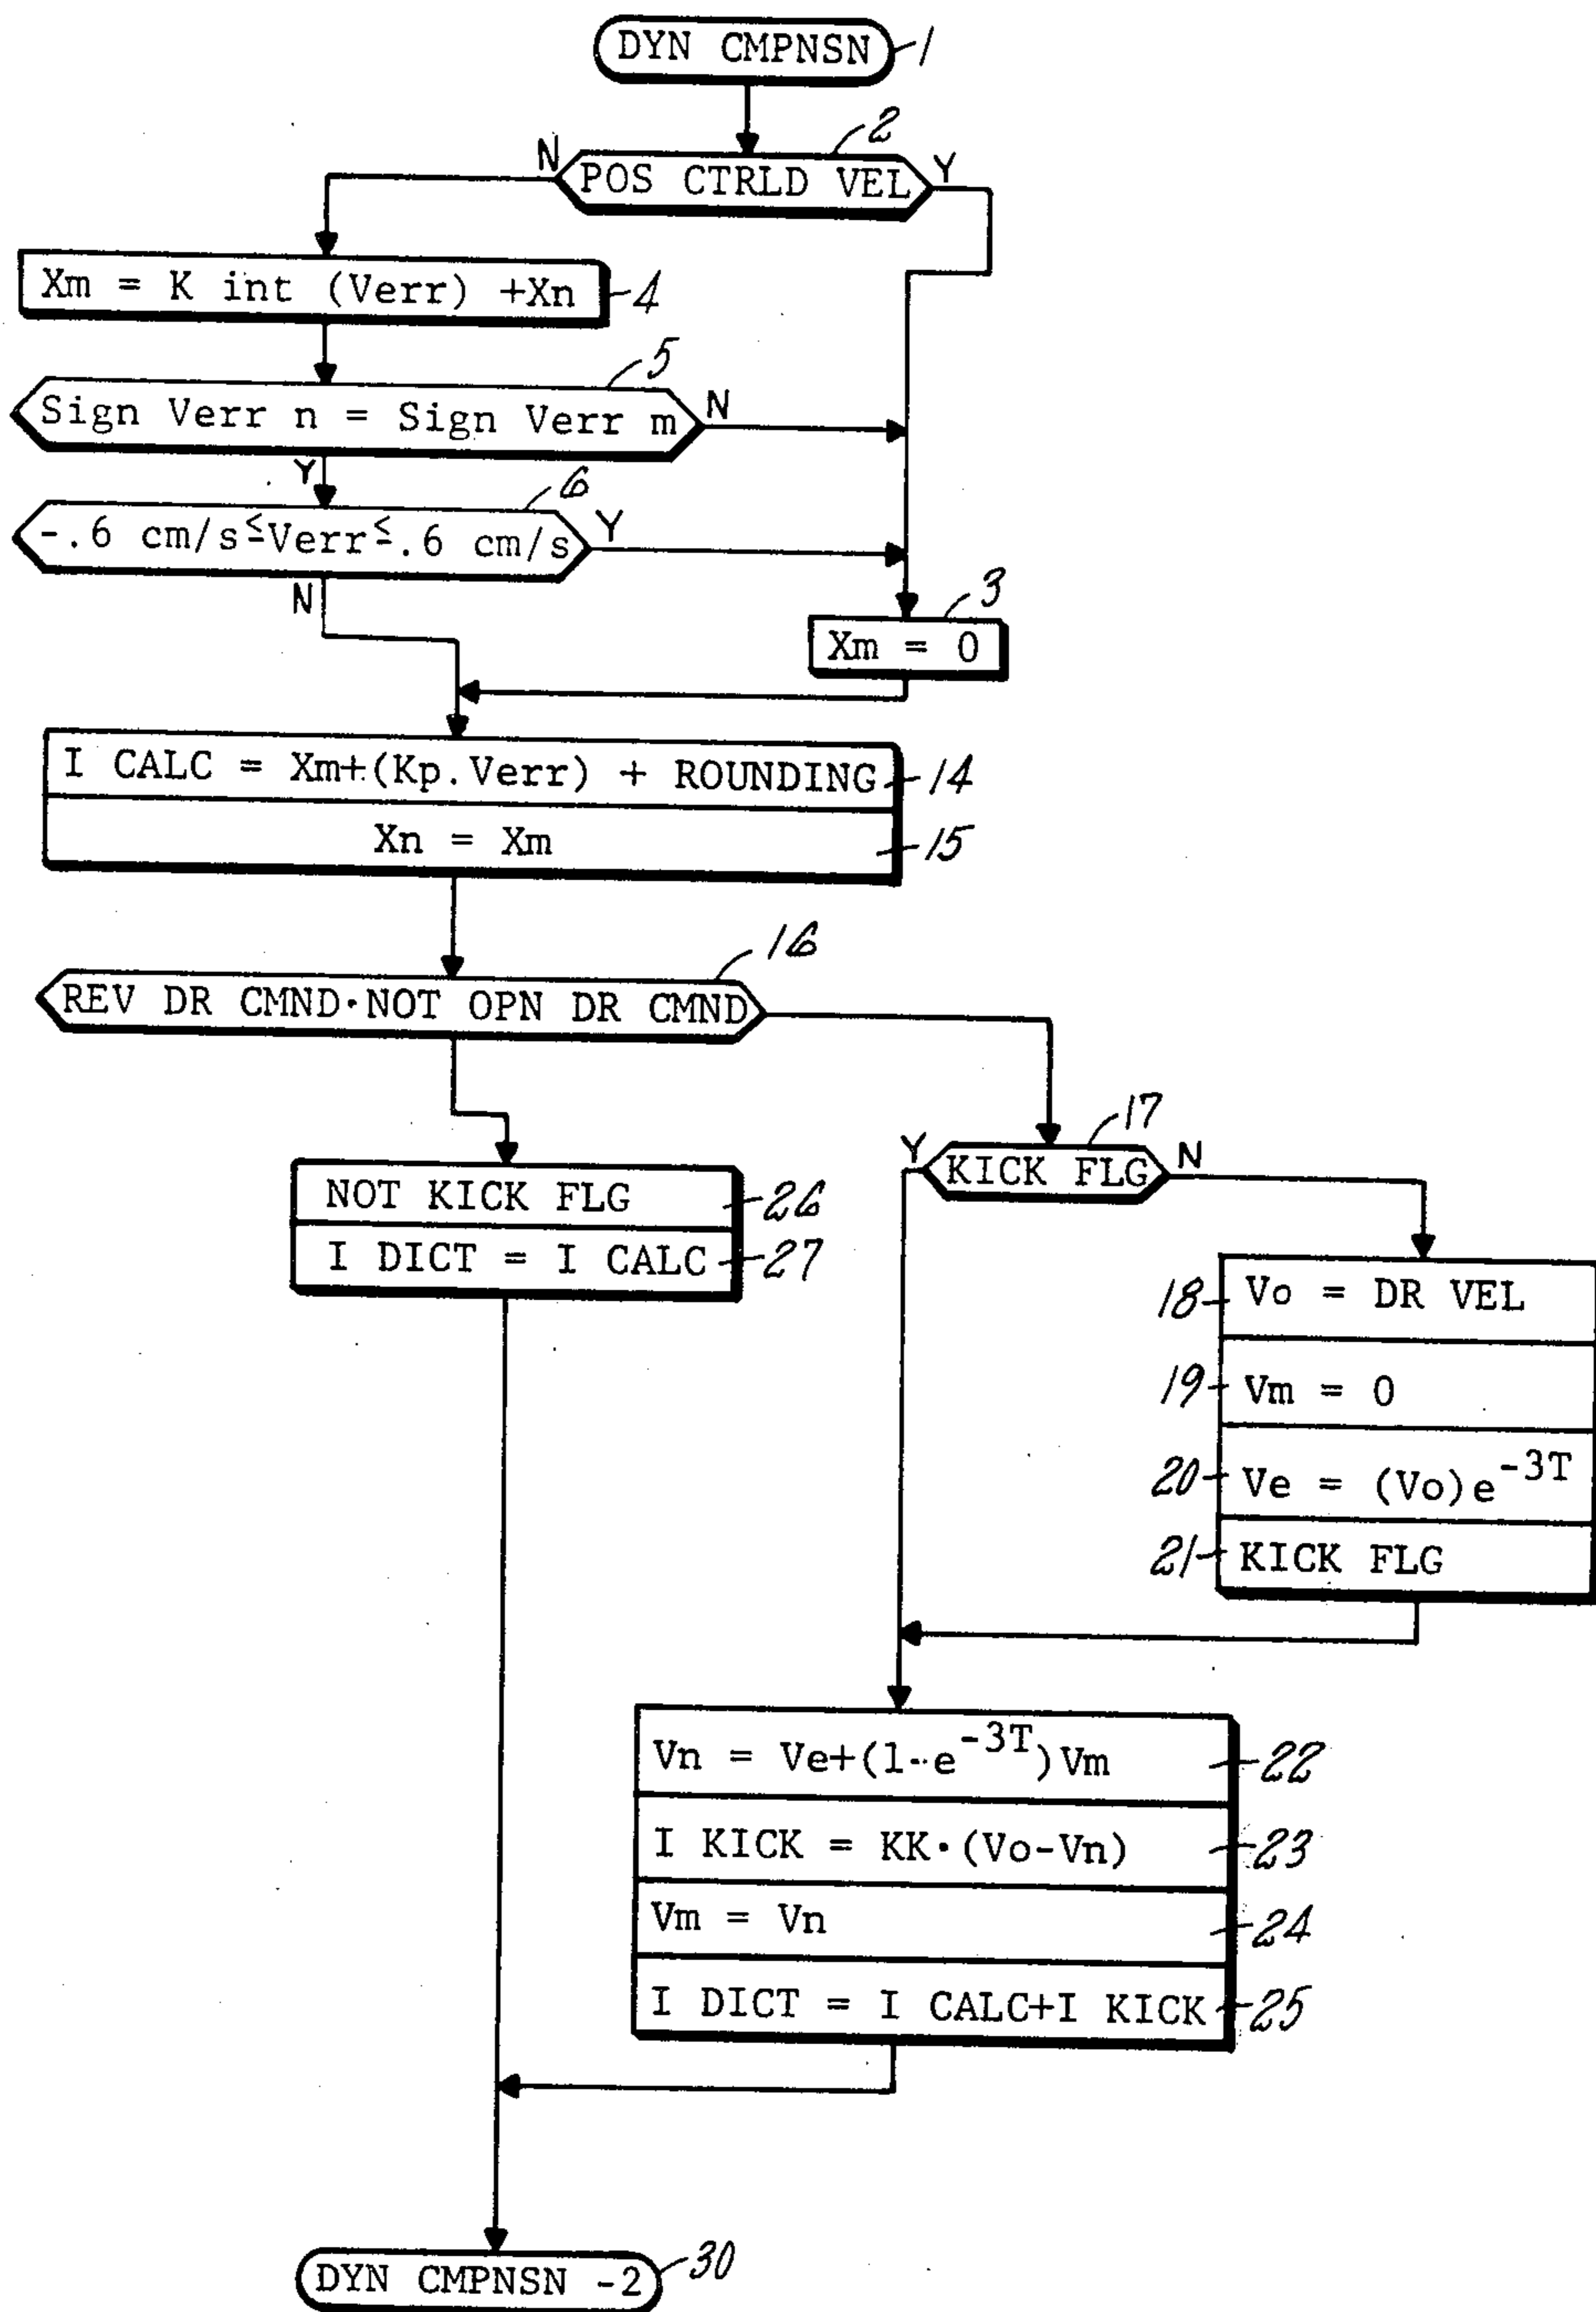 DYN CMPNSN 1
2
N POS CTRLD VEL Y
Xm = K int (Verr) +Xn 4
5
Sign Verr n = Sign Verr m N
Y
6
-.6 cm/s≤Verr≤.6 cm/s Y
N
3
Xm = 0
I CALC = Xm+(Kp.Verr) + ROUNDING 14
Xn = Xm 15
16
REV DR CMND·NOT OPN DR CMND
17
Y KICK FLG N
NOT KICK FLG 26
I DICT = I CALC 27
18 Vo = DR VEL
19 Vm = 0
20 Ve = (Vo)e^-3T
21 KICK FLG
Vn = Ve+(1-e^-3T)Vm 22
I KICK = KK·(Vo-Vn) 23
Vm = Vn 24
I DICT = I CALC+I KICK 25
DYN CMPNSN -2 30